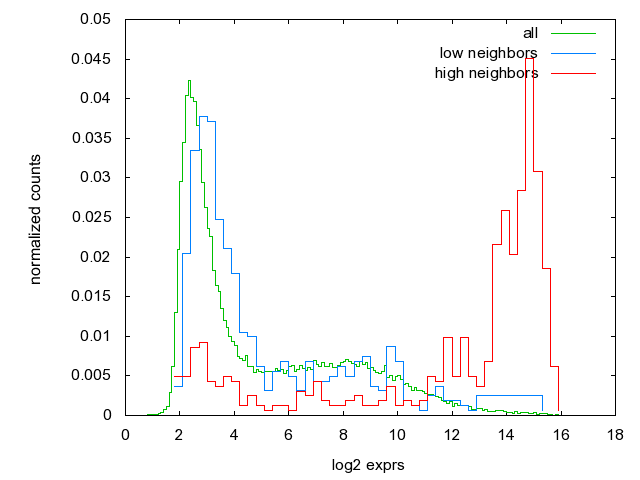 0.05
0.045
0.04
0.035
0.03
0.025
0.02
0.015
0.01
0.005
0
normalized counts
all
low neighbors
high neighbors
0 2 4 6 8 10 12 14 16 18
log2 exprs